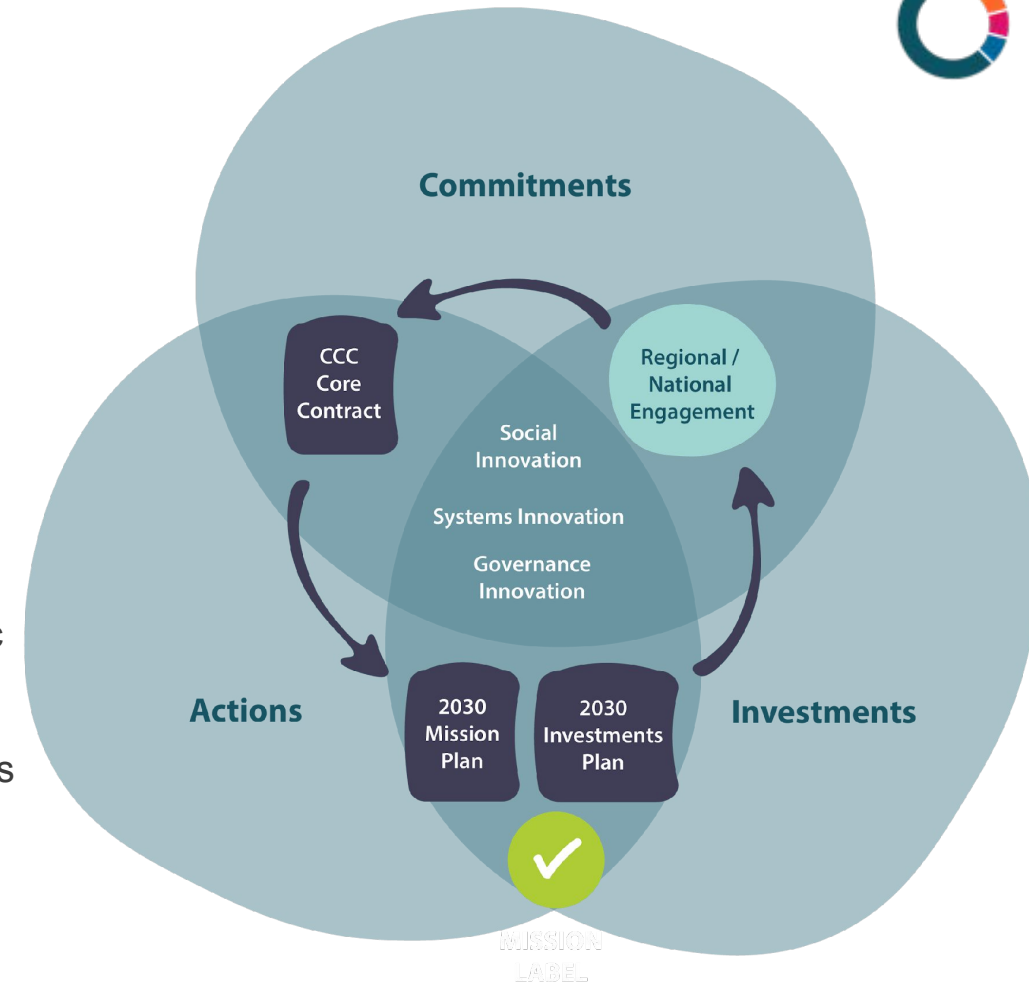 Commitments
CCC
Core
Contract
Regional /
National
Engagement
Social
Innovation
Systems Innovation
Governance
Innovation
c
s
Actions
Investments
2030
Mission
Plan
2030
Investments
Plan
MISSION
LABEL